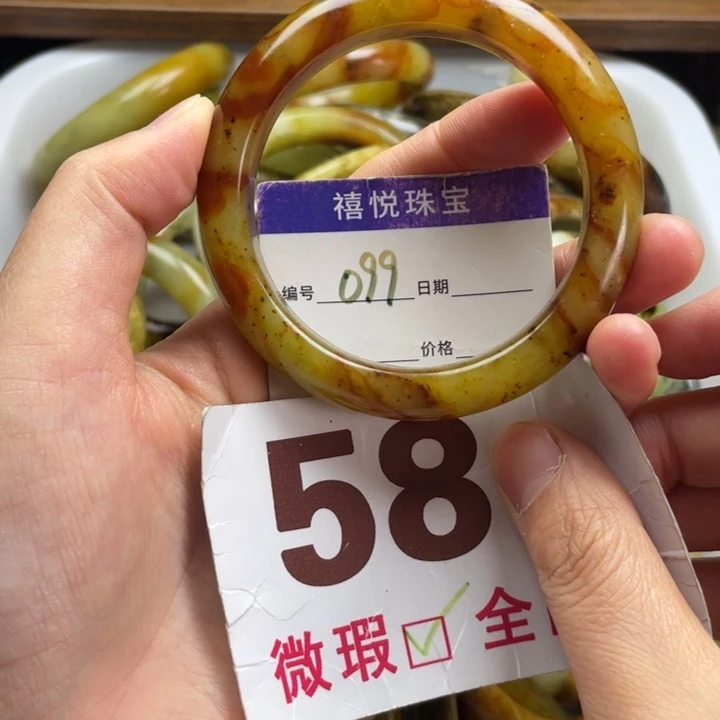 禧悦珠宝
编号 099 日期
价格
58
微瑕 ☑ 全